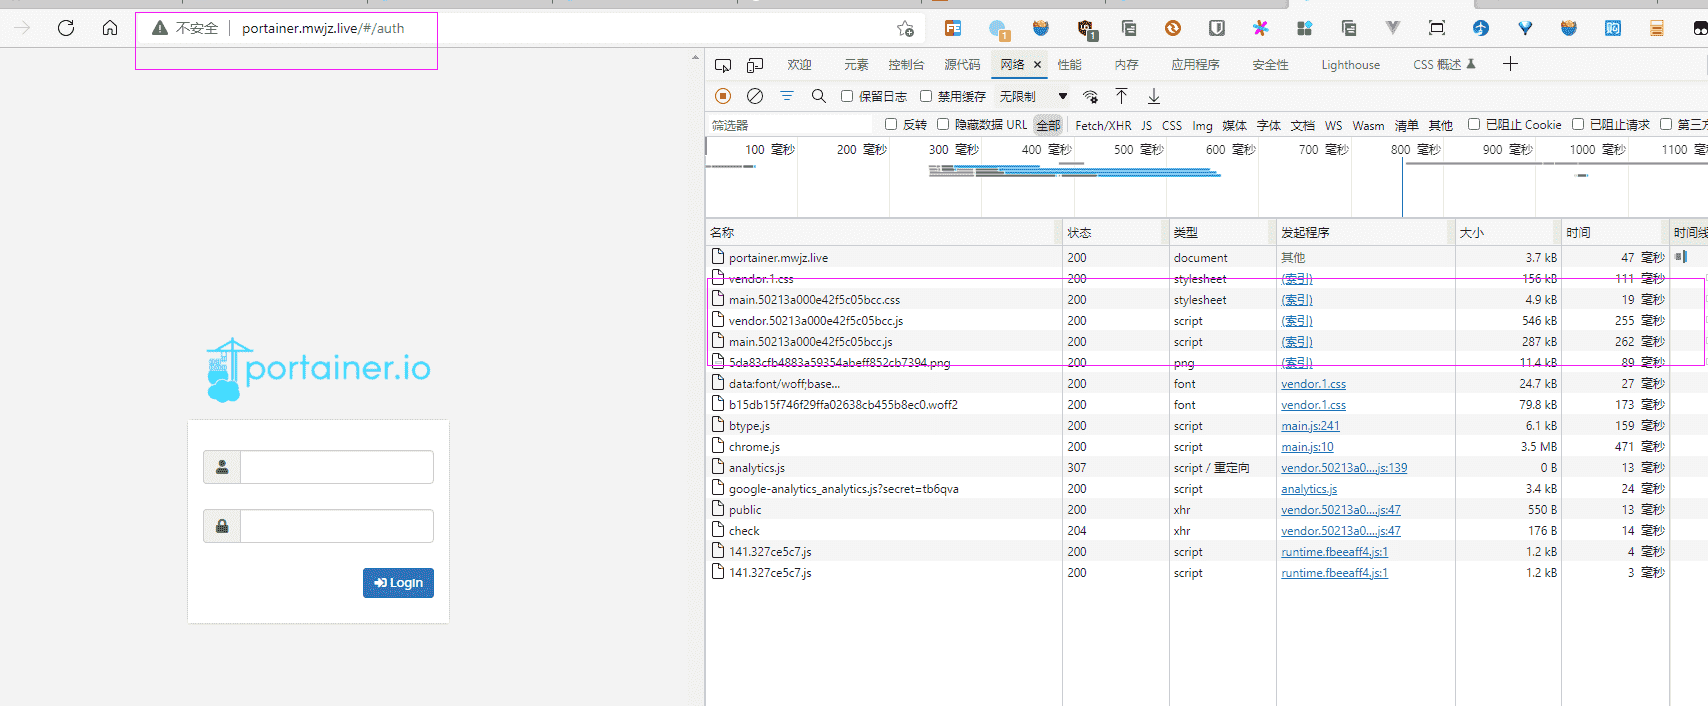 不安全 portainer.mwjz.live/#/auth
欢迎 元素 控制台 源代码 网络 性能 内存 应用程序 安全性 Lighthouse CSS 概述
保留日志 禁用缓存 无限制
筛选器 反转 隐藏数据 URL 全部 Fetch/XHR JS CSS Img 媒体 字体 文档 WS Wasm 清单 其他 已阻止 Cookie 已阻止请求 第三方
100 毫秒 200 毫秒 300 毫秒 400 毫秒 500 毫秒 600 毫秒 700 毫秒 800 毫秒 900 毫秒 1000 毫秒 1100 毫
名称 状态 类型 发起程序 大小 时间 时间线
portainer.mwjz.live 200 document 其他 3.7 kB 47 毫秒
vendor.1.css 200 stylesheet (索引) 156 kB 111 毫秒
main.50213a000e42f5c05bcc.css 200 stylesheet (索引) 4.9 kB 19 毫秒
vendor.50213a000e42f5c05bcc.js 200 script (索引) 546 kB 255 毫秒
main.50213a000e42f5c05bcc.js 200 script (索引) 287 kB 262 毫秒
5da83cfb4883a59354abeff852cb7394.png 200 png (索引) 11.4 kB 89 毫秒
data:font/woff;base... 200 font vendor.1.css 24.7 kB 27 毫秒
b15db15f746f29ffa02638cb455b8ec0.woff2 200 font vendor.1.css 79.8 kB 173 毫秒
btype.js 200 script main.js:241 6.1 kB 159 毫秒
chrome.js 200 script main.js:10 3.5 MB 471 毫秒
analytics.js 307 script / 重定向 vendor.50213a0....js:139 0 B 13 毫秒
google-analytics_analytics.js?secret=tb6qva 200 script analytics.js 3.4 kB 24 毫秒
public 200 xhr vendor.50213a0....js:47 550 B 13 毫秒
check 204 xhr vendor.50213a0....js:47 176 B 14 毫秒
141.327ce5c7.js 200 script runtime.fbeeaff4.js:1 1.2 kB 4 毫秒
141.327ce5c7.js 200 script runtime.fbeeaff4.js:1 1.2 kB 3 毫秒
portainer.io
Login